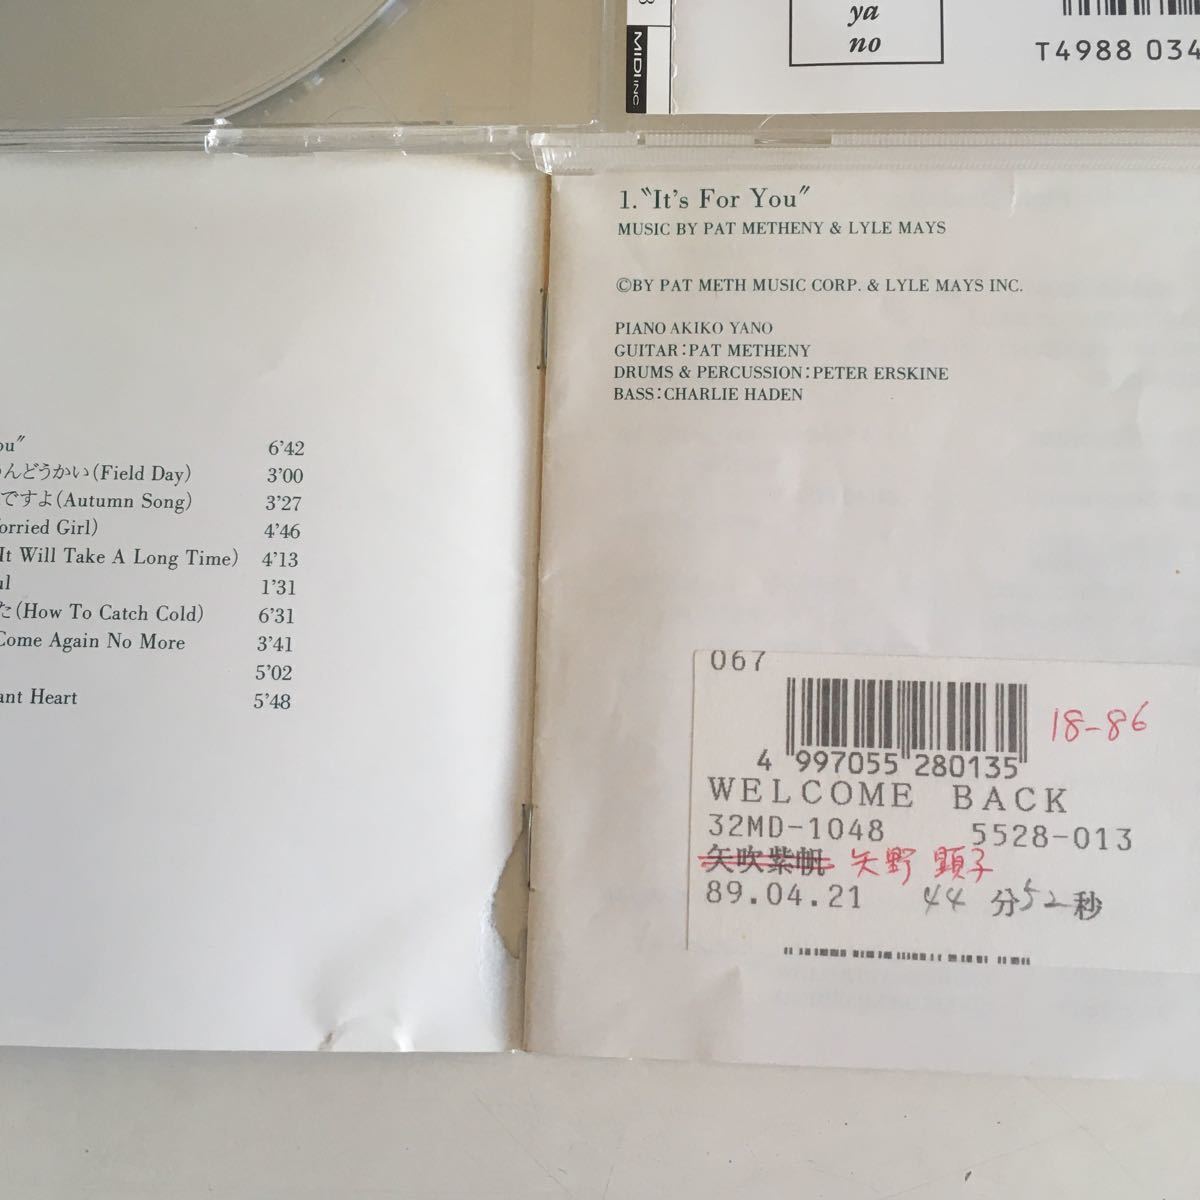 ya
no
MIDI INC.
T4988 034
ou〞
6'42
んどうかい(Field Day)
3'00
ですよ(Autumn Song)
3'27
orried Girl)
4'46
It Will Take A Long Time)
4'13
ul
1'31
た(How To Catch Cold)
6'31
Come Again No More
3'41
5'02
ant Heart
5'48
1.〝It's For You〞
MUSIC BY PAT METHENY & LYLE MAYS
©BY PAT METH MUSIC CORP. & LYLE MAYS INC.
PIANO AKIKO YANO
GUITAR:PAT METHENY
DRUMS & PERCUSSION:PETER ERSKINE
BASS:CHARLIE HADEN
067
18-86
4 997055 280135
WELCOME BACK
32MD-1048 5528-013
矢吹紫帆 矢野 顕子
89.04.21 44分52秒